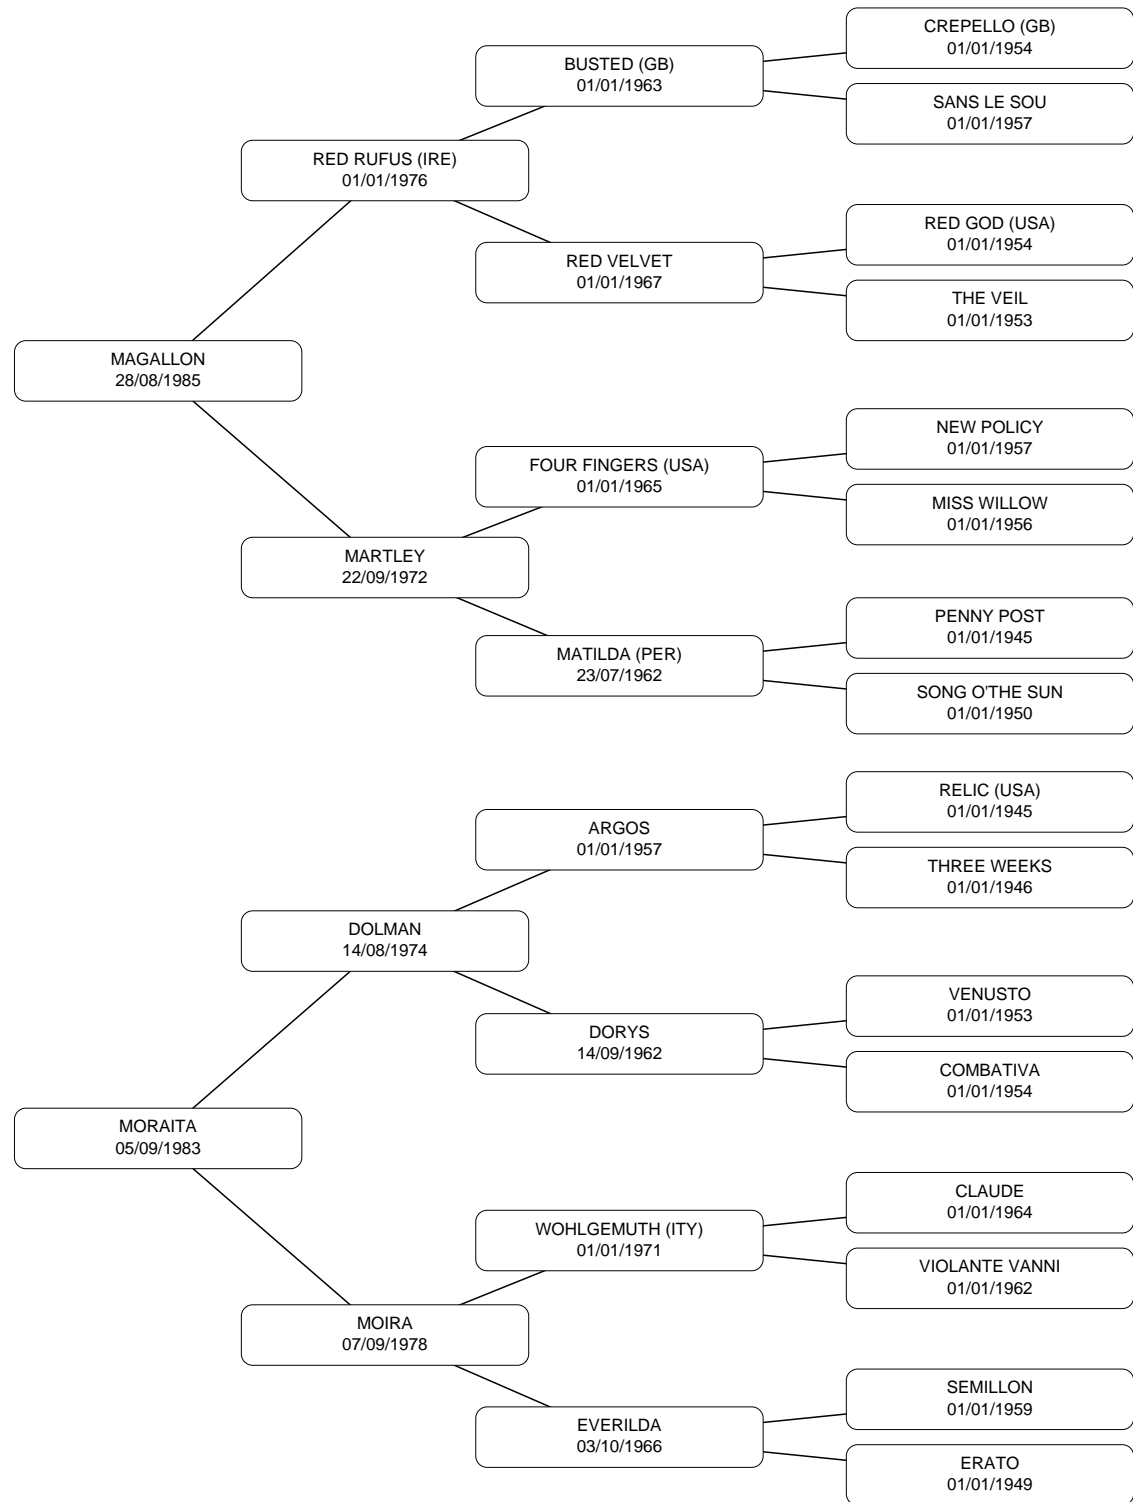 CREPELLO (GB)
01/01/1954
BUSTED (GB)
01/01/1963
SANS LE SOU
01/01/1957
RED RUFUS (IRE)
01/01/1976
RED GOD (USA)
01/01/1954
RED VELVET
01/01/1967
THE VEIL
01/01/1953
MAGALLON
28/08/1985
NEW POLICY
01/01/1957
FOUR FINGERS (USA)
01/01/1965
MISS WILLOW
01/01/1956
MARTLEY
22/09/1972
PENNY POST
01/01/1945
MATILDA (PER)
23/07/1962
SONG O'THE SUN
01/01/1950
RELIC (USA)
01/01/1945
ARGOS
01/01/1957
THREE WEEKS
01/01/1946
DOLMAN
14/08/1974
VENUSTO
01/01/1953
DORYS
14/09/1962
COMBATIVA
01/01/1954
MORAITA
05/09/1983
CLAUDE
01/01/1964
WOHLGEMUTH (ITY)
01/01/1971
VIOLANTE VANNI
01/01/1962
MOIRA
07/09/1978
SEMILLON
01/01/1959
EVERILDA
03/10/1966
ERATO
01/01/1949